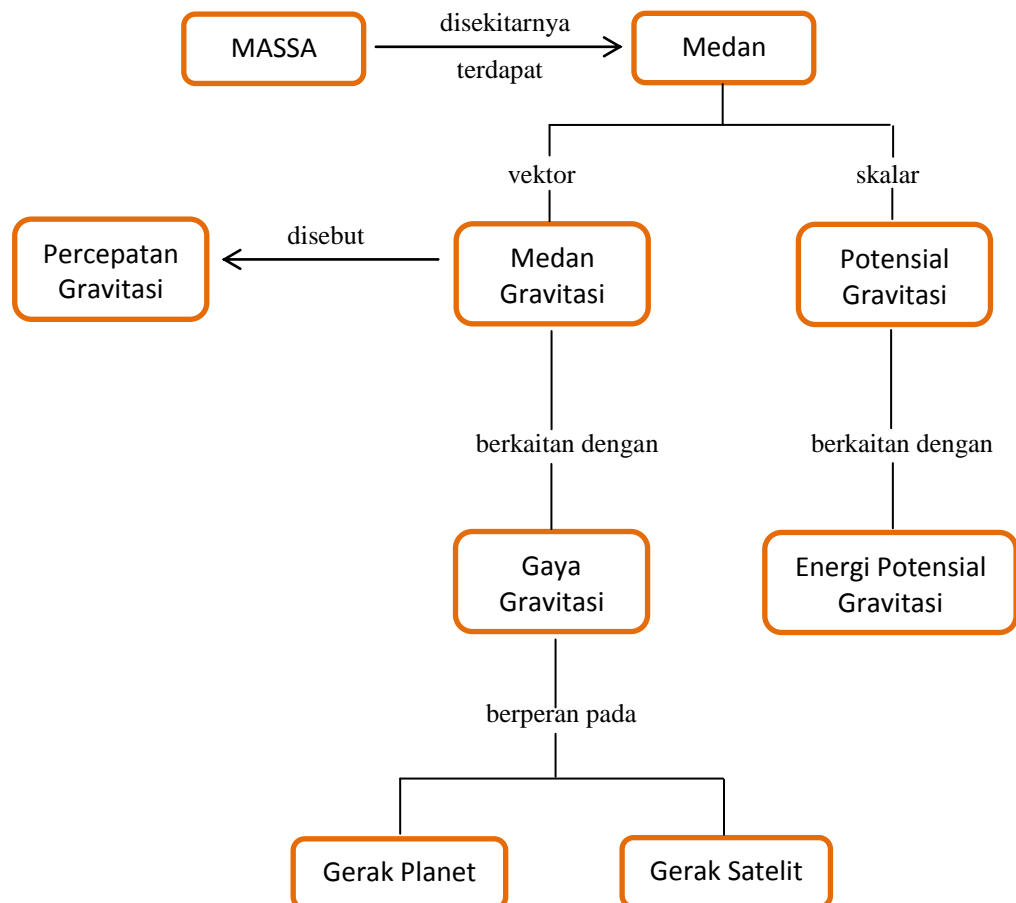 MASSA
disekitarnya
terdapat
Medan
vektor
skalar
Percepatan
Gravitasi
disebut
Medan
Gravitasi
Potensial
Gravitasi
berkaitan dengan
berkaitan dengan
Gaya
Gravitasi
Energi Potensial
Gravitasi
berperan pada
Gerak Planet
Gerak Satelit